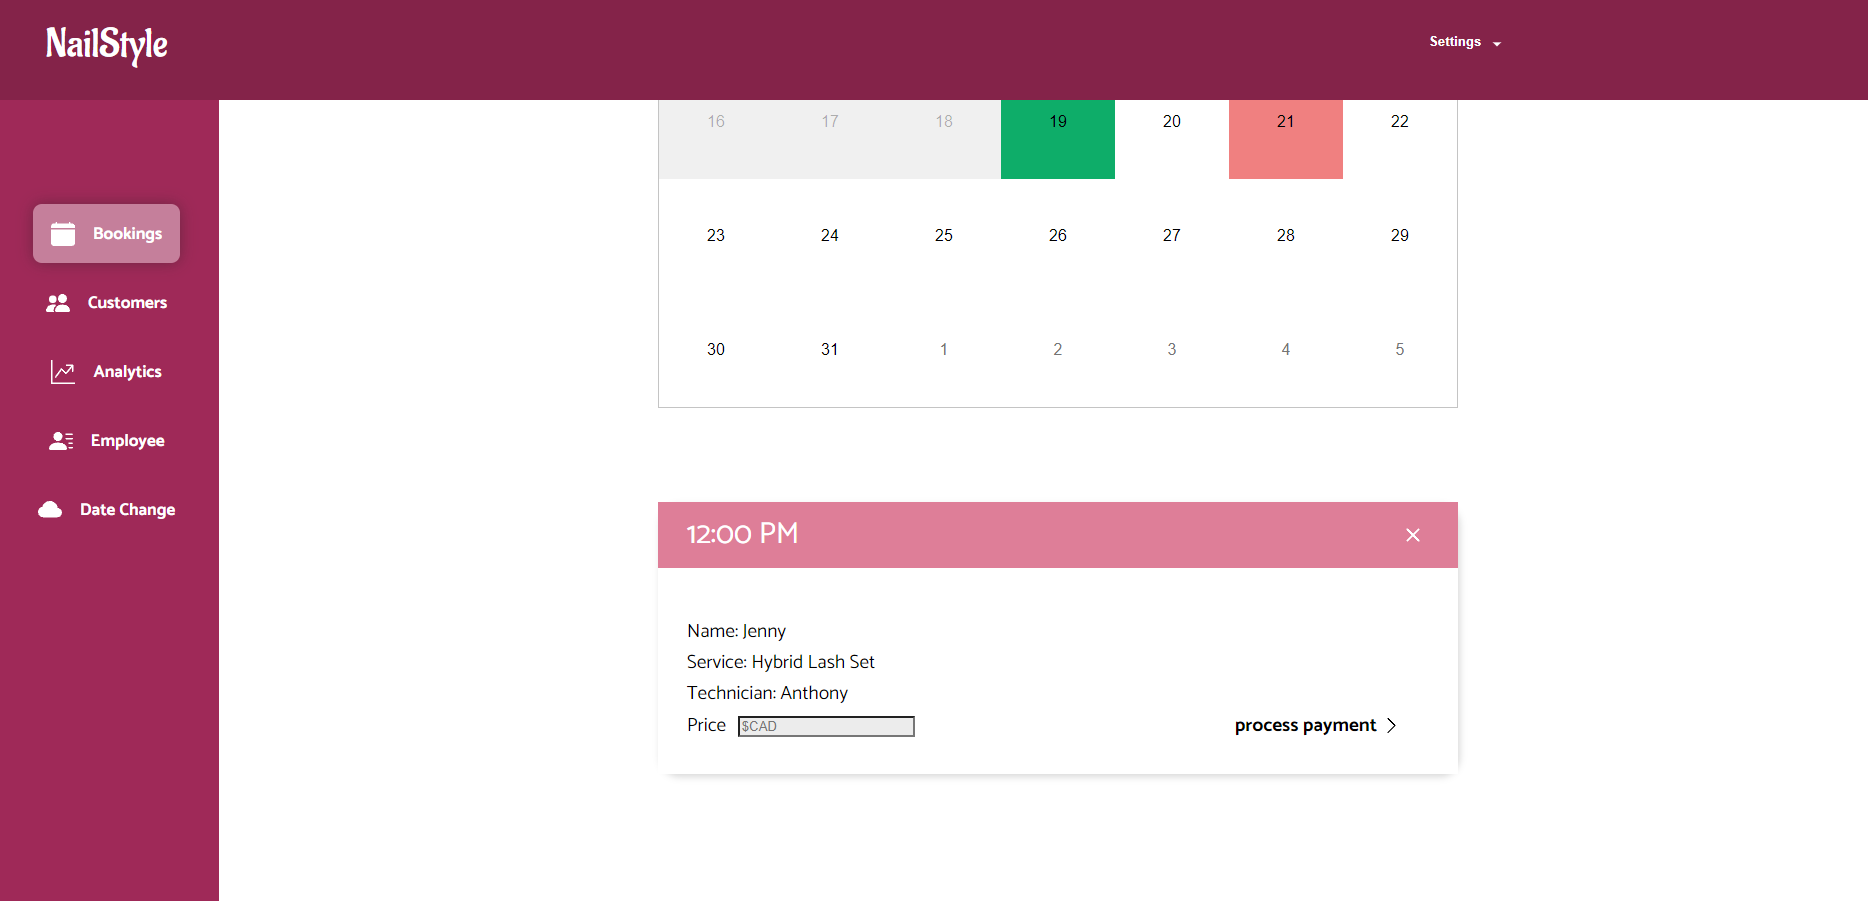 NailStyle
Settings
Bookings
Customers
Analytics
Employee
Date Change
16 17 18 19 20 21 22
23 24 25 26 27 28 29
30 31 1 2 3 4 5
12:00 PM
Name: Jenny
Service: Hybrid Lash Set
Technician: Anthony
Price $CAD process payment